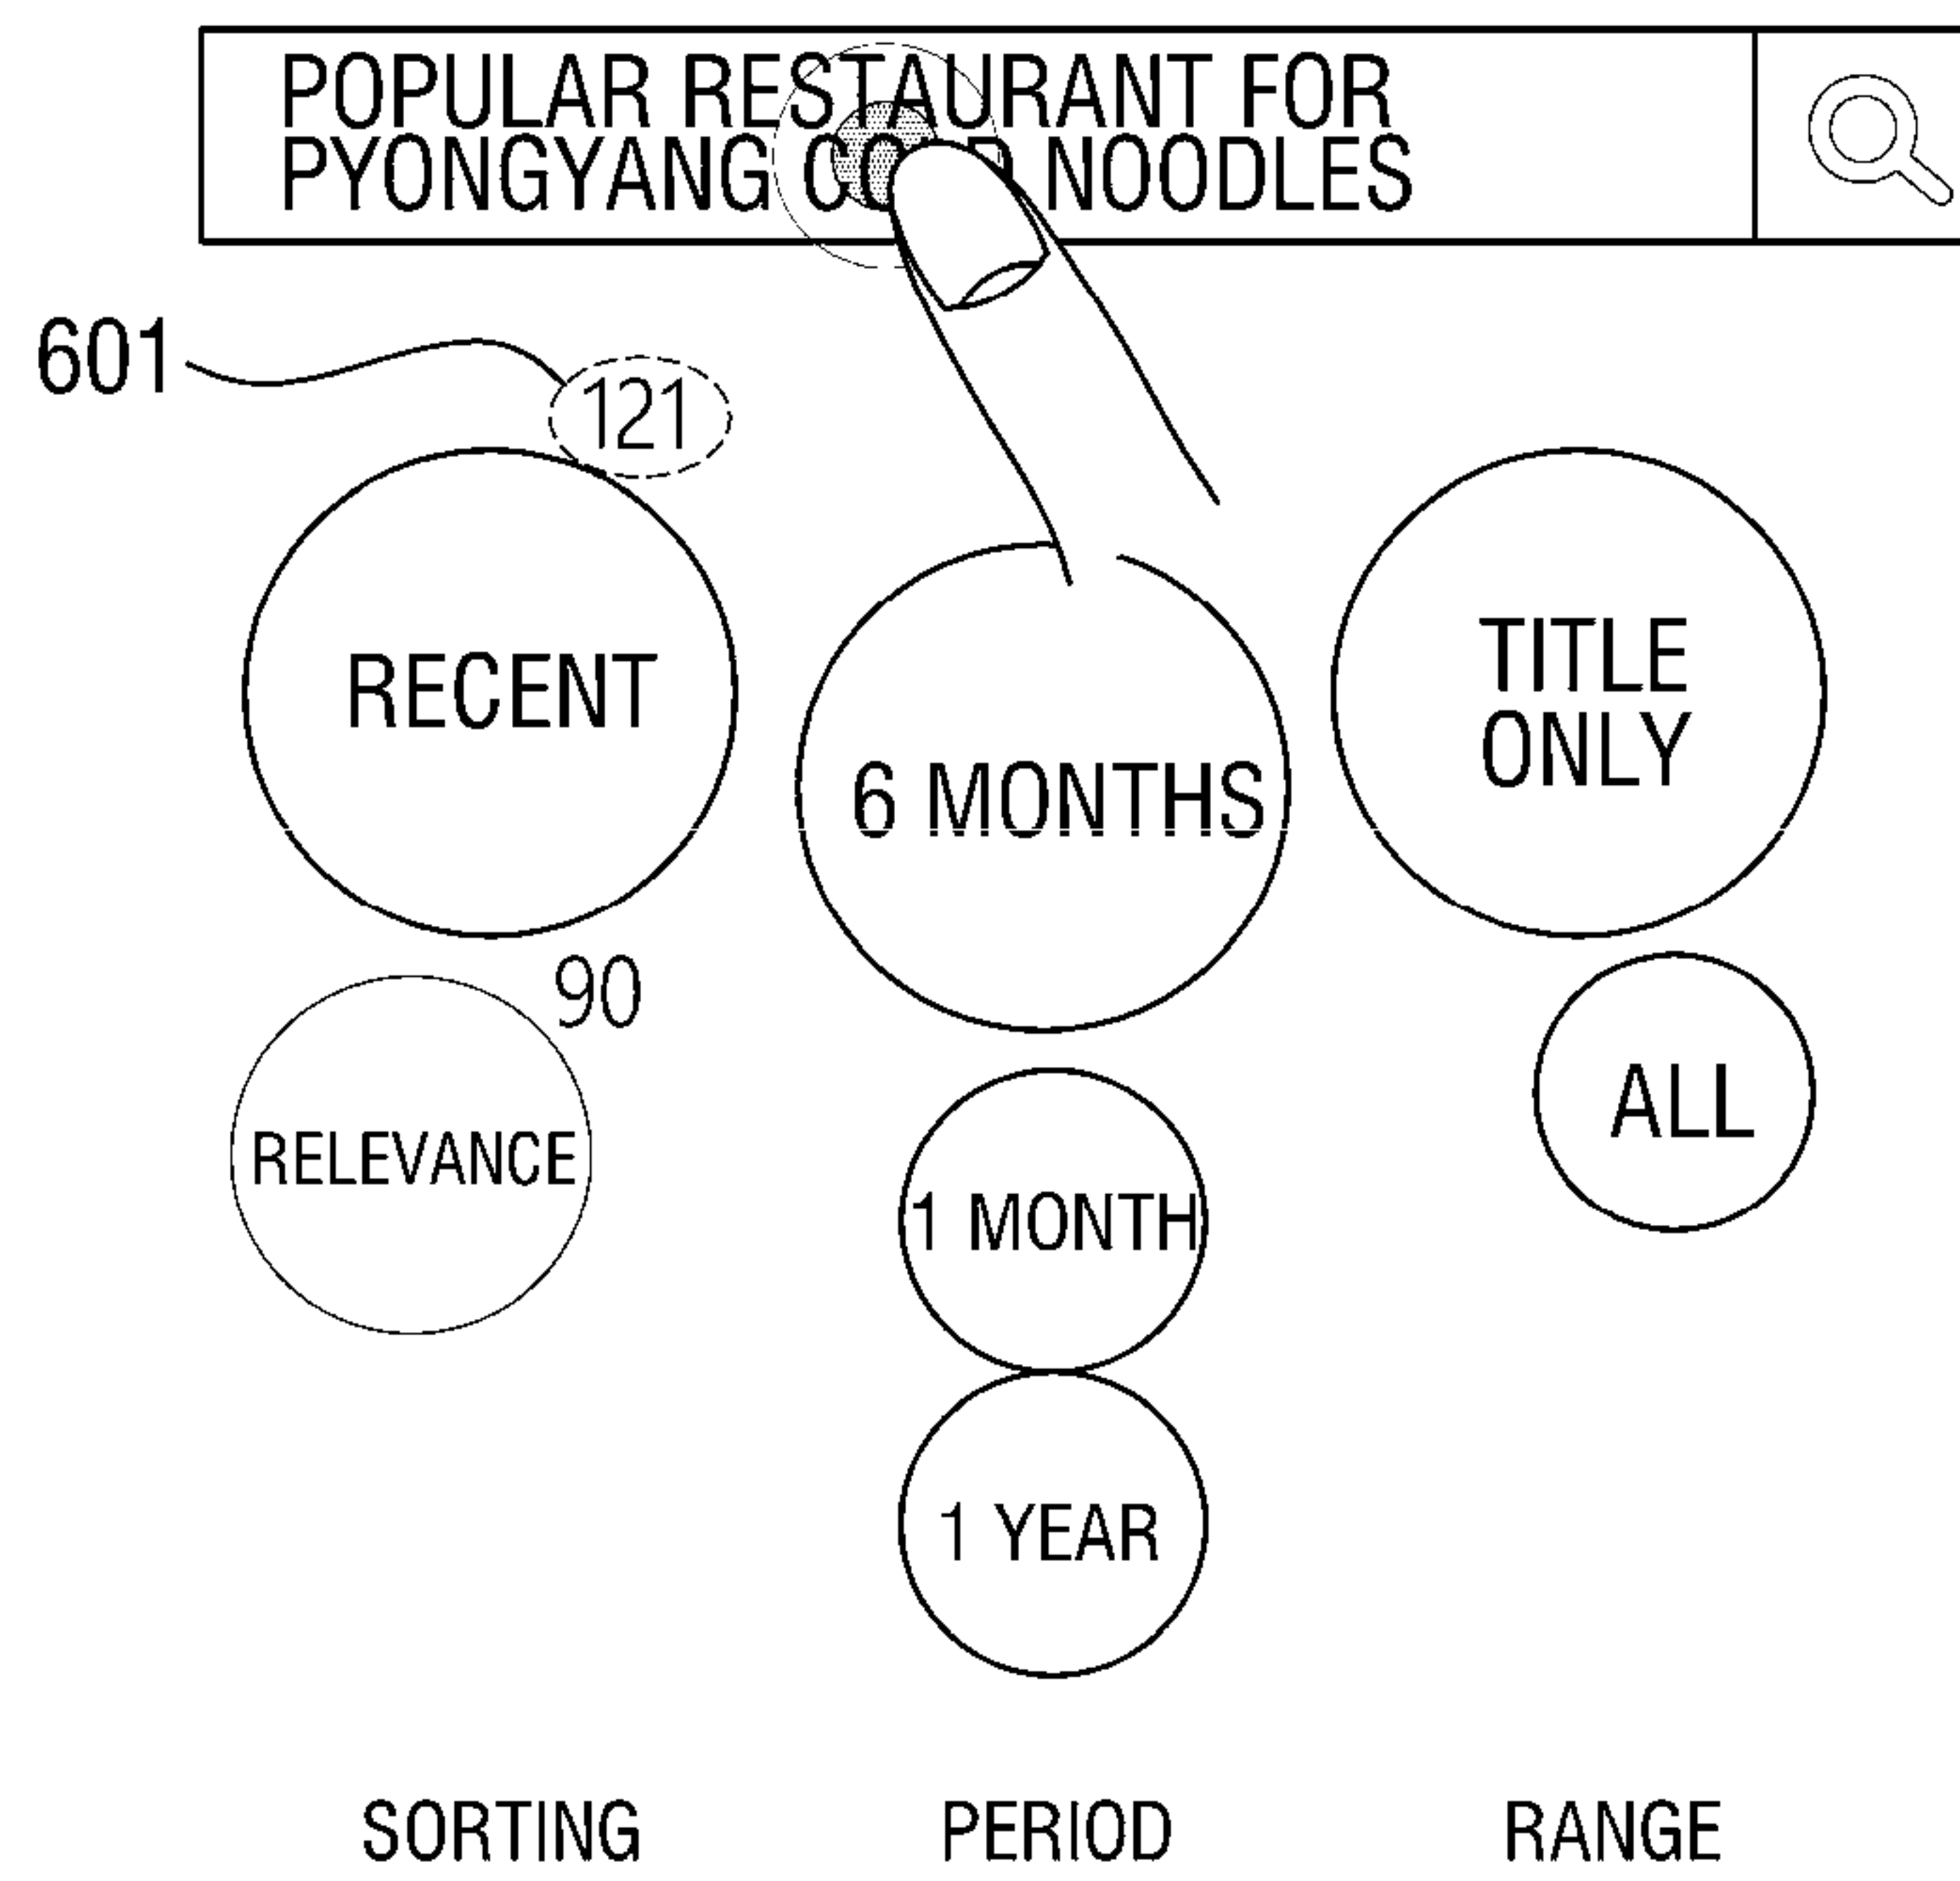 POPULAR RESTAURANT FOR
PYONGYANG NOODLES
601
121
RECENT
6 MONTHS
TITLE
ONLY
90
RELEVANCE
1 MONTH
ALL
1 YEAR
SORTING
PERIOD
RANGE